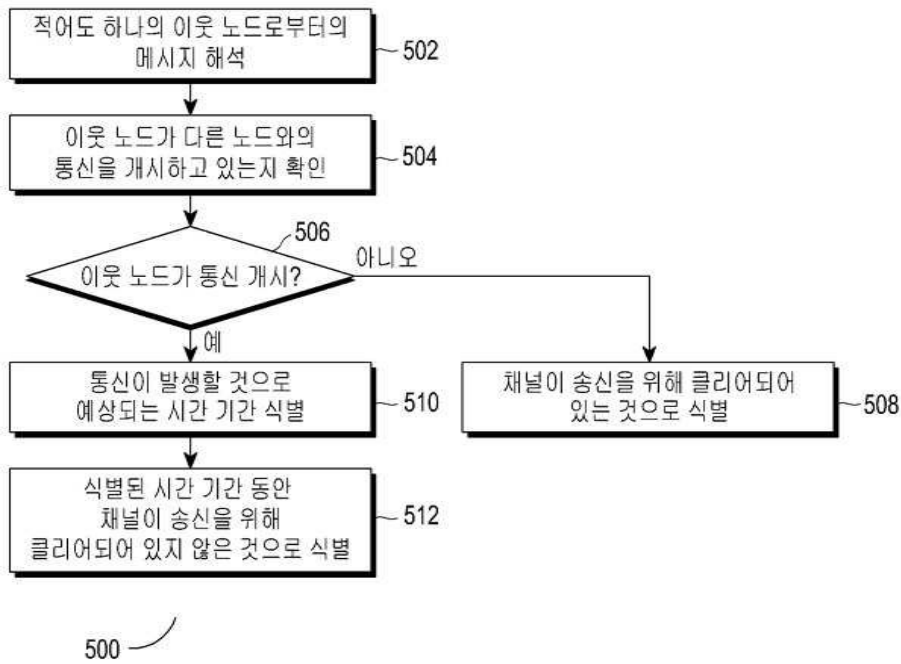 적어도 하나의 이웃 노드로부터의
메시지 해석
502
이웃 노드가 다른 노드와의
통신을 개시하고 있는지 확인
504
506
이웃 노드가 통신 개시?
아니오
예
통신이 발생할 것으로
예상되는 시간 기간 식별
510
채널이 송신을 위해 클리어되어
있는 것으로 식별
508
식별된 시간 기간 동안
채널이 송신을 위해
클리어되어 있지 않은 것으로 식별
512
500